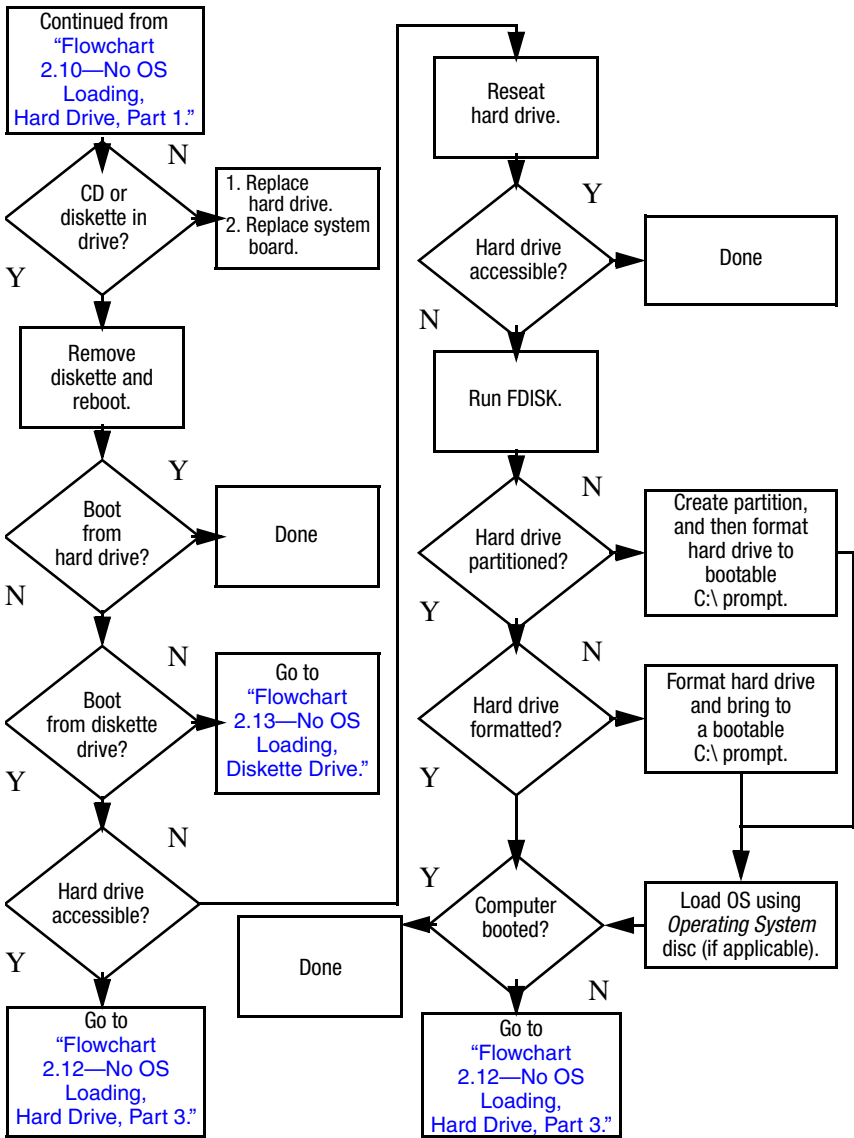 Continued from
“Flowchart
2.10—No OS
Loading,
Hard Drive, Part 1.”
N
CD or
diskette in
drive?
1. Replace
hard drive.
2. Replace system
board.
Y
Remove
diskette and
reboot.
Y
Boot
from
hard drive?
Done
N
N
Boot
from diskette
drive?
Go to
“Flowchart
2.13—No OS
Loading,
Diskette Drive.”
Y
N
Hard drive
accessible?
Y
Go to
“Flowchart
2.12—No OS
Loading,
Hard Drive, Part 3.”
Reseat
hard drive.
Y
Hard drive
accessible?
Done
N
Run FDISK.
N
Hard drive
partitioned?
Create partition,
and then format
hard drive to
bootable
C:\ prompt.
Y
N
Hard drive
formatted?
Format hard drive
and bring to
a bootable
C:\ prompt.
Y
Y
Computer
booted?
Load OS using
Operating System
disc (if applicable).
Done
N
Go to
“Flowchart
2.12—No OS
Loading,
Hard Drive, Part 3.”